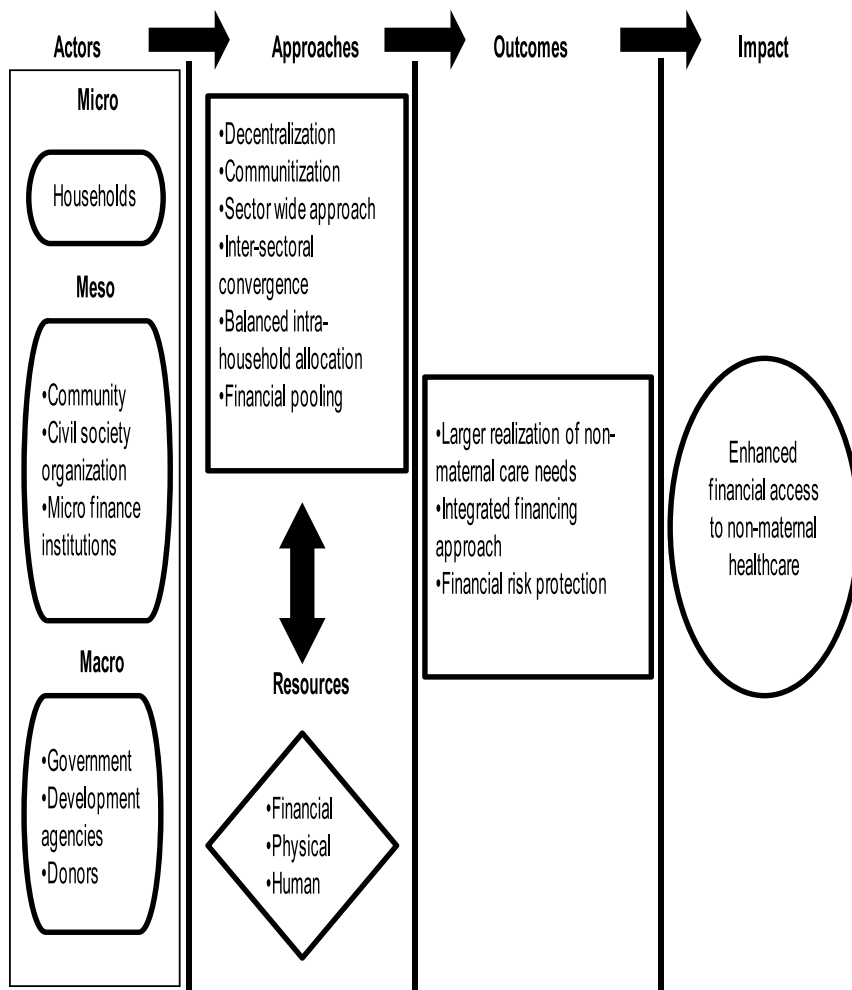 Actors
Approaches
Outcomes
Impact
Micro
Households
Meso
•Community
•Civil society
organization
•Micro finance
institutions
Macro
•Government
•Development
agencies
•Donors
•Decentralization
•Communitization
•Sector wide approach
•Inter-sectoral
convergence
•Balanced intra-
household allocation
•Financial pooling
Resources
•Financial
•Physical
•Human
•Larger realization of non-
maternal care needs
•Integrated financing
approach
•Financial risk protection
Enhanced
financial access
to non-maternal
healthcare